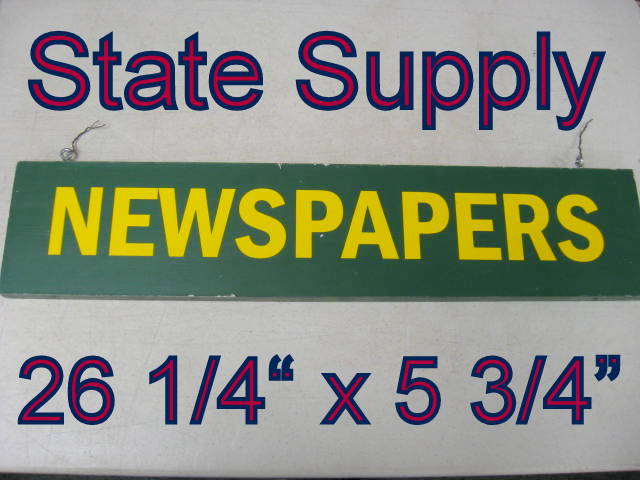 State Supply
NEWSPAPERS
26 1/4“ x 5 3/4”